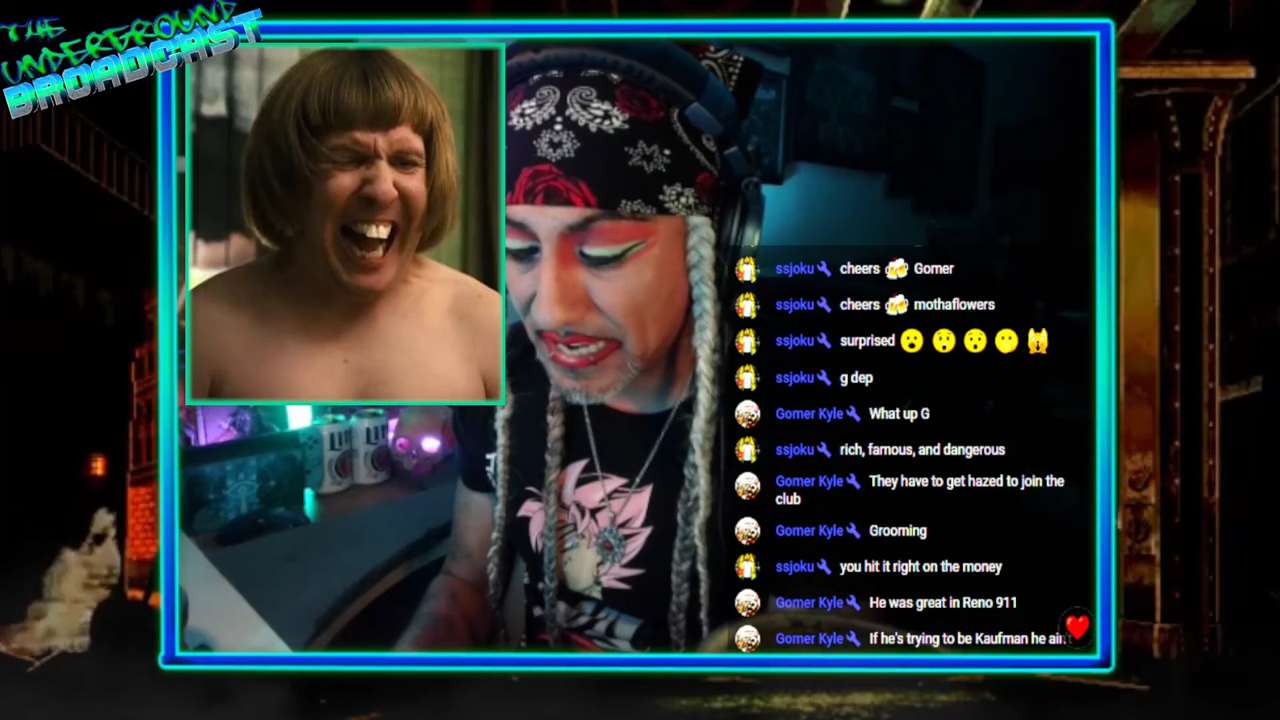 THE
UNDERGROUND
BROADCAST
ssjoku cheers 🍻 Gomer
ssjoku cheers 🍻 mothaflowers
ssjoku surprised 😮 😲 😯 😶 🙀
ssjoku g dep
Gomer Kyle What up G
ssjoku rich, famous, and dangerous
Gomer Kyle They have to get hazed to join the
club
Gomer Kyle Grooming
ssjoku you hit it right on the money
Gomer Kyle He was great in Reno 911
Gomer Kyle If he's trying to be Kaufman he ain't